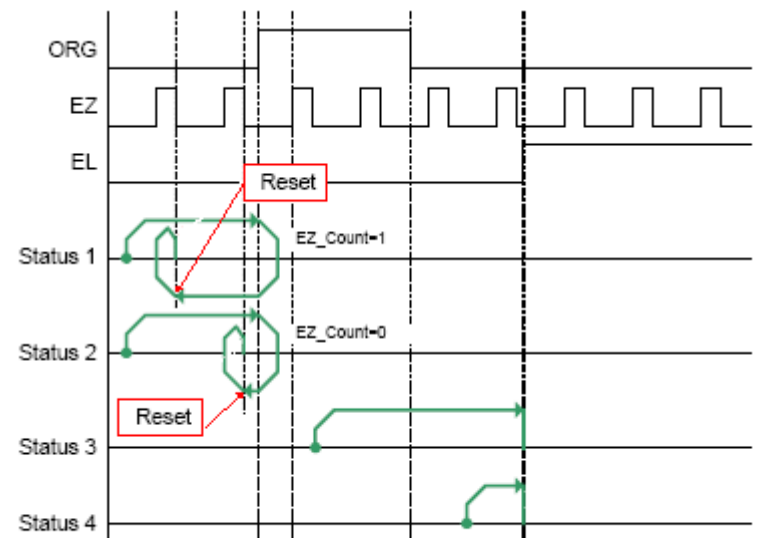 ORG
EZ
EL
Reset
EZ_Count=1
Status 1
EZ_Count=0
Status 2
Reset
Status 3
Status 4